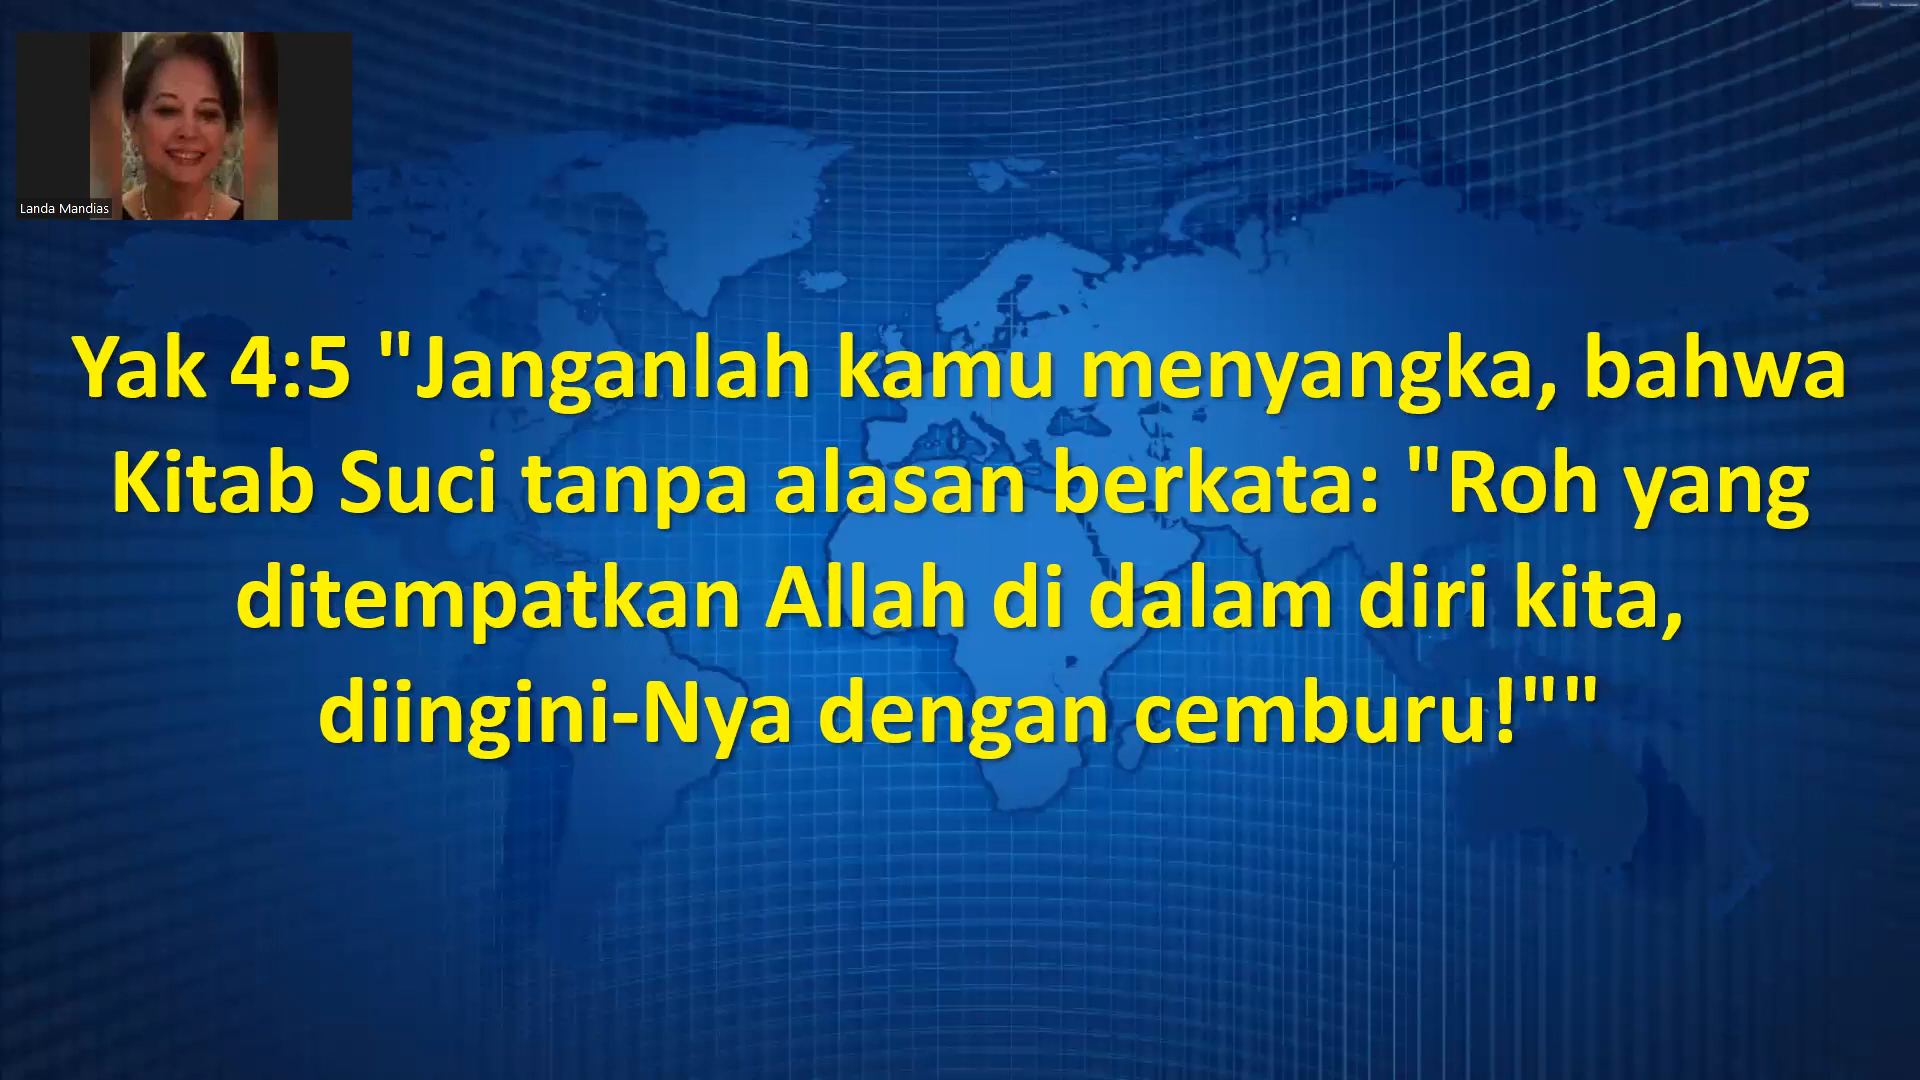 Landa Mandias
Yak 4:5 "Janganlah kamu menyangka, bahwa
Kitab Suci tanpa alasan berkata: "Roh yang
ditempatkan Allah di dalam diri kita,
diingini-Nya dengan cemburu!""